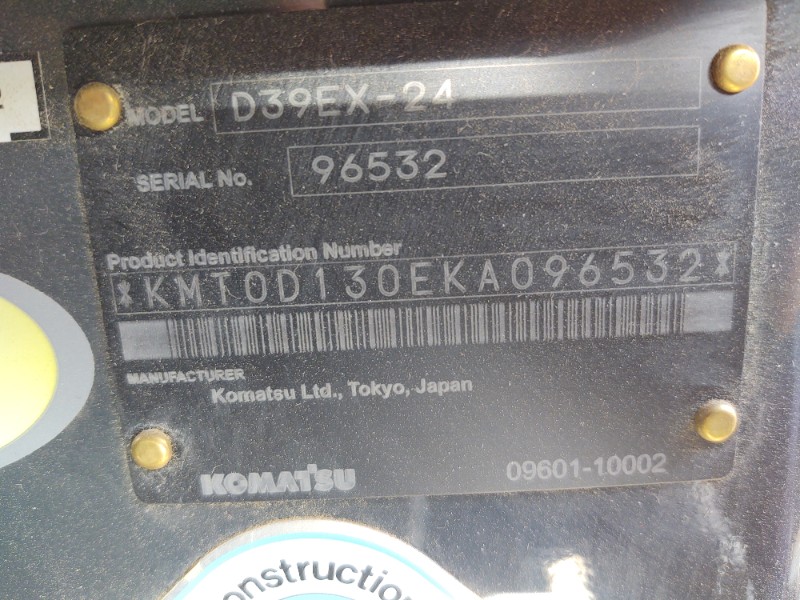 MODEL D39EX-24
SERIAL No. 96532
Product Identification Number
*KMT0D130EKA096532*
MANUFACTURER
Komatsu Ltd., Tokyo, Japan
KOMATSU 09601-10002
onstruction